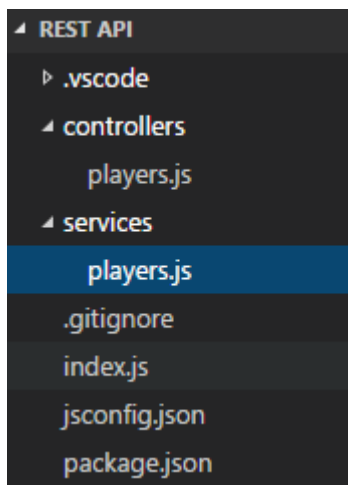 REST API
.vscode
controllers
players.js
services
players.js
.gitignore
index.js
jsconfig.json
package.json